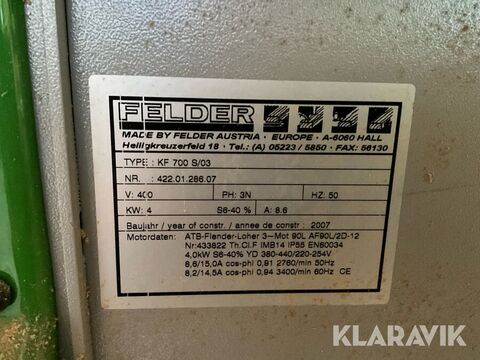 FELDER
MADE BY FELDER AUSTRIA · EUROPE · A-6060 HALL
Heiligkreuzerfeld 18 · Tel.: (A) 05223 / 5850 · FAX: 56130
TYPE : KF 700 S/03
NR. : 422.01.286.07
V: 400 PH: 3N HZ: 50
KW: 4 S6-40 % A: 8.6
Baujahr / year of constr. / annee de constr : 2007
Motordaten: ATB-Flender-Loher 3~Mot 90L AF90L/2D-12
Nr:433822 Th.Cl.F IMB14 IP55 EN60034
4,0kW S6-40% YD 380-440/220-254V
8,6/15,0A cos-phi 0,91 2760/min 50Hz
8,2/14,5A cos-phi 0,94 3400/min 60Hz CE
KLARAVIK